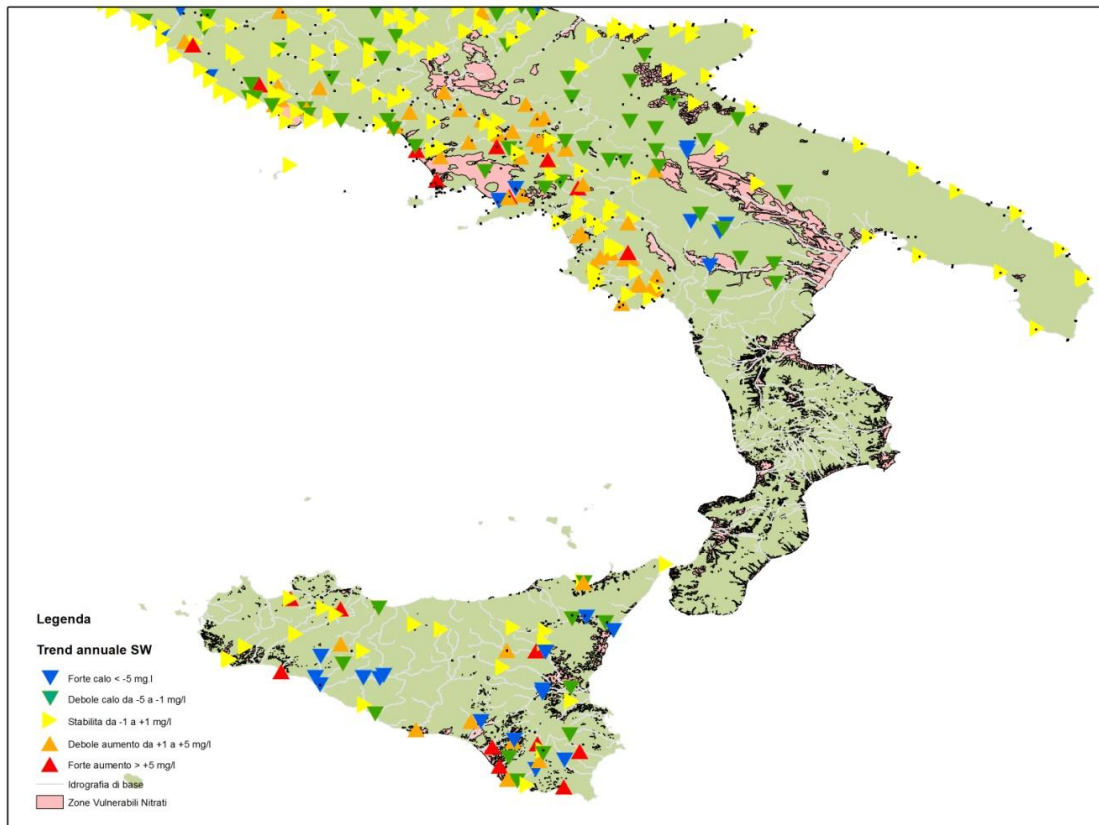 Legenda
Trend annuale SW
Forte calo < -5 mg.l
Debole calo da -5 a -1 mg/l
Stabilita da -1 a +1 mg/l
Debole aumento da +1 a +5 mg/l
Forte aumento > +5 mg/l
Idrografia di base
Zone Vulnerabili Nitrati